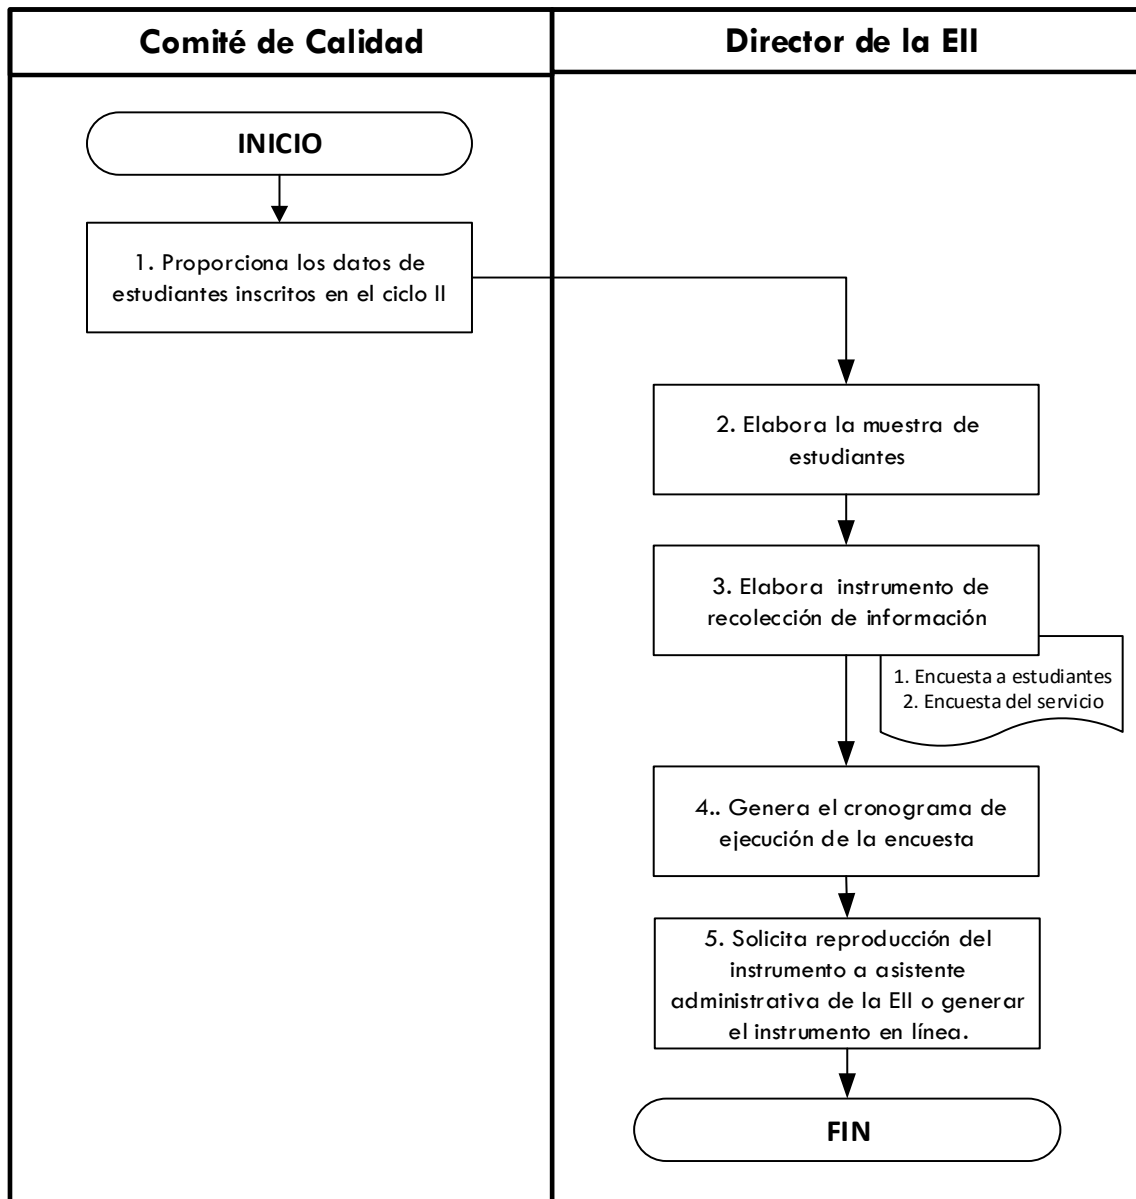 Comité de Calidad
Director de la EII
INICIO
1. Proporciona los datos de
estudiantes inscritos en el ciclo II
2. Elabora la muestra de
estudiantes
3. Elabora instrumento de
recolección de información
1. Encuesta a estudiantes
2. Encuesta del servicio
4.. Genera el cronograma de
ejecución de la encuesta
5. Solicita reproducción del
instrumento a asistente
administrativa de la EII o generar
el instrumento en línea.
FIN